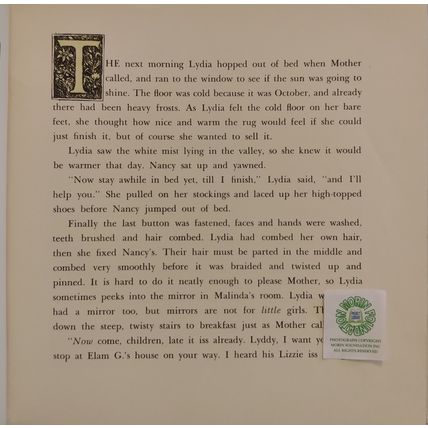 THE next morning Lydia hopped out of bed when Mother
called, and ran to the window to see if the sun was going to
shine. The floor was cold because it was October, and already
there had been heavy frosts. As Lydia felt the cold floor on her bare
feet, she thought how nice and warm the rug would feel if she could
just finish it, but of course she wanted to sell it.
Lydia saw the white mist lying in the valley, so she knew it would
be warmer that day. Nancy sat up and yawned.
"Now stay awhile in bed yet, till I finish," Lydia said, "and I'll
help you." She pulled on her stockings and laced up her high-topped
shoes before Nancy jumped out of bed.
Finally the last button was fastened, faces and hands were washed,
teeth brushed and hair combed. Lydia had combed her own hair,
then she fixed Nancy's. Their hair must be parted in the middle and
combed very smoothly before it was braided and twisted up and
pinned. It is hard to do it neatly enough to please Mother, so Lydia
sometimes peeks into the mirror in Malinda's room. Lydia
had a mirror too, but mirrors are not for little girls.
down the steep, twisty stairs to breakfast just as Mother
"Now come, children, late it iss already. Lyddy, I want
stop at Elam G.'s house on your way. I heard his Lizzie iss
MORIN
PHOTOGRAPH COPYRIGHT
MORIN FOUNDATION INC
ALL RIGHTS RESERVED